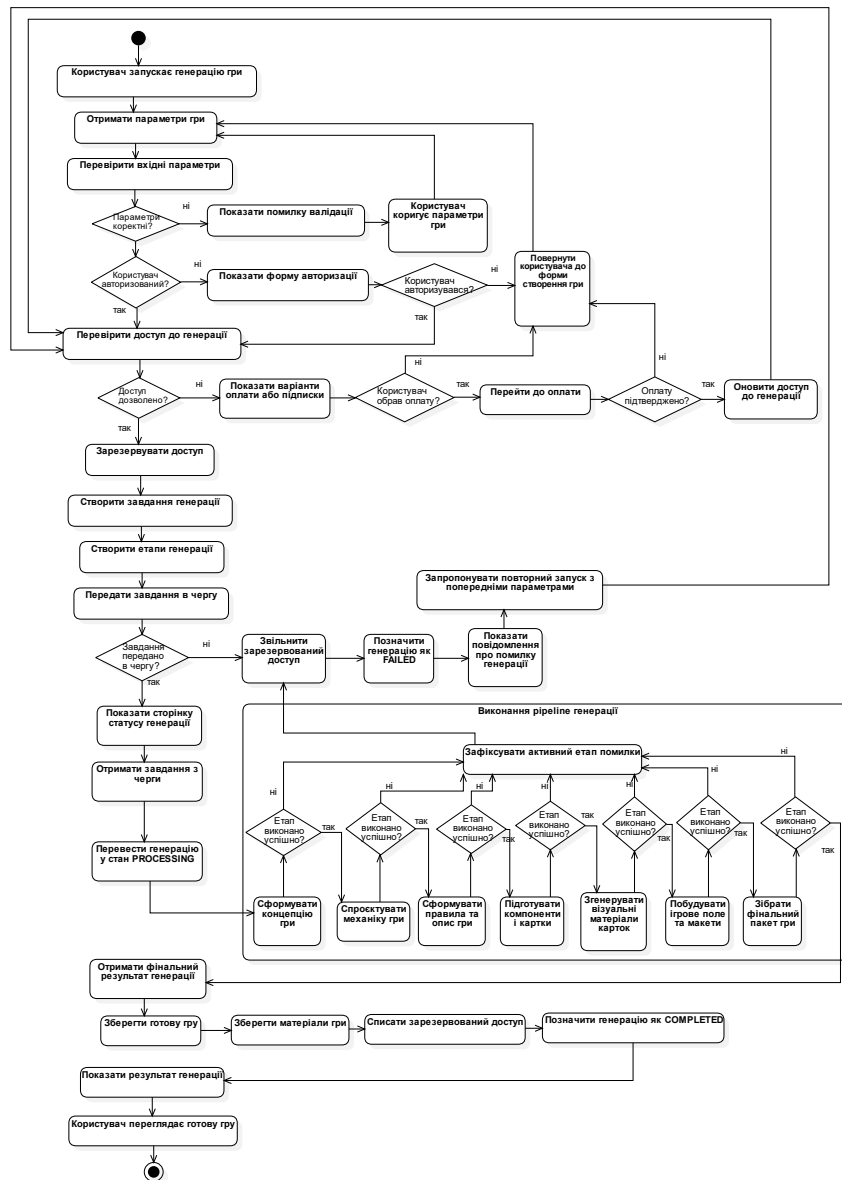 Користувач запускає генерацію гри
Отримати параметри гри
Перевірити вхідні параметри
Параметри
коректні?
ні
Показати помилку валідації
Користувач
коригує параметри
гри
Користувач
авторизований?
ні
Показати форму авторизації
Користувач
авторизувався?
ні
Повернути
користувача до
форми
створення гри
так
так
Перевірити доступ до генерації
Доступ
дозволено?
ні
Показати варіанти
оплати або підписки
Користувач
обрав оплату?
ні
так
Перейти до оплати
Оплату
підтверджено?
ні
так
Оновити доступ
до генерації
так
Зарезервувати доступ
Створити завдання генерації
Створити етапи генерації
Передати завдання в чергу
Запропонувати повторний запуск з
попередніми параметрами
Завдання
передано
в чергу?
ні
Звільнити
зарезервований
доступ
Позначити
генерацію як
FAILED
Показати
повідомлення
про помилку
генерації
так
Показати сторінку
статусу генерації
Виконання pipeline генерації
Зафіксувати активний етап помилки
Отримати завдання з
черги
Перевести генерацію
у стан PROCESSING
ні
Етап
виконано
успішно?
так
ні
Етап
виконано
успішно?
так
ні
Етап
виконано
успішно?
так
ні
Етап
виконано
успішно?
так
ні
Етап
виконано
успішно?
так
ні
Етап
виконано
успішно?
так
ні
Етап
виконано
успішно?
так
Сформувати
концепцію
гри
Спроєктувати
механіку гри
Сформувати
правила та
опис гри
Підготувати
компоненти
і картки
Згенерувати
візуальні
матеріали
карток
Побудувати
ігрове поле
та макети
Зібрати
фінальний
пакет гри
Отримати фінальний
результат генерації
Зберегти готову гру
Зберегти матеріали гри
Списати зарезервований доступ
Позначити генерацію як COMPLETED
Показати результат генерації
Користувач переглядає готову гру